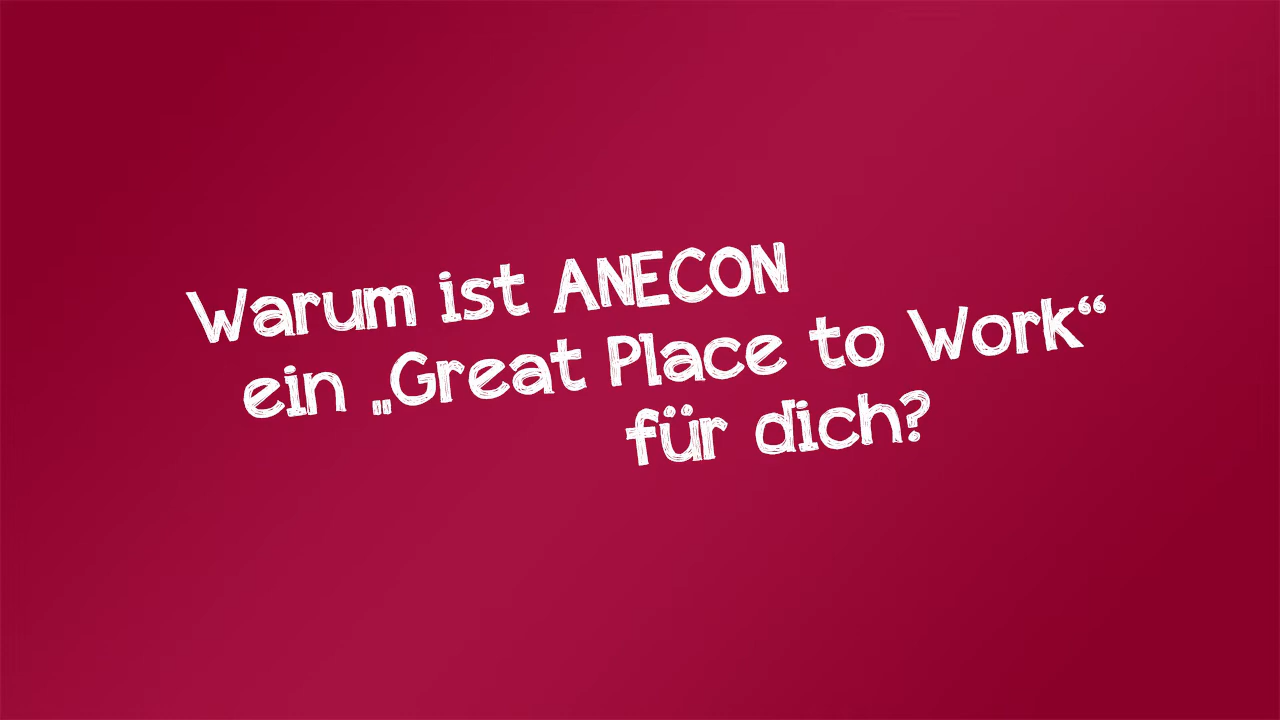 Warum ist ANECON
ein „Great Place to Work“
für dich?